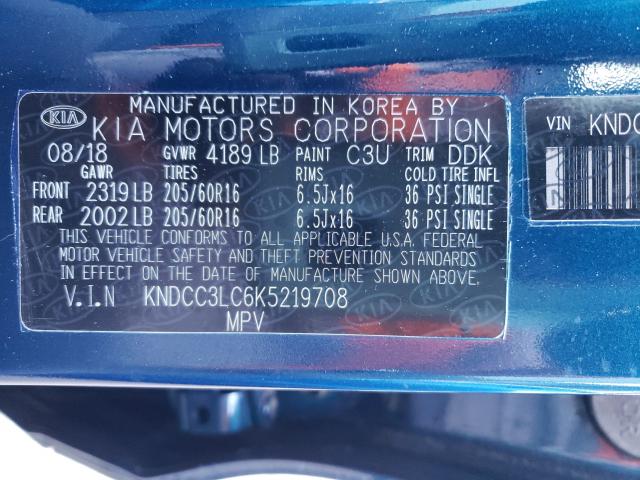 KIA
MANUFACTURED IN KOREA BY
KIA MOTORS CORPORATION
08/18 GVWR 4189 LB PAINT C3U TRIM DDK
GAWR TIRES RIMS COLD TIRE INFL
FRONT 2319 LB 205/60R16 6.5Jx16 36 PSI SINGLE
REAR 2002 LB 205/60R16 6.5Jx16 36 PSI SINGLE
THIS VEHICLE CONFORMS TO ALL APPLICABLE U.S.A. FEDERAL
MOTOR VEHICLE SAFETY AND THEFT PREVENTION STANDARDS
IN EFFECT ON THE DATE OF MANUFACTURE SHOWN ABOVE.
V.I.N KNDCC3LC6K5219708
MPV
VIN KNDC